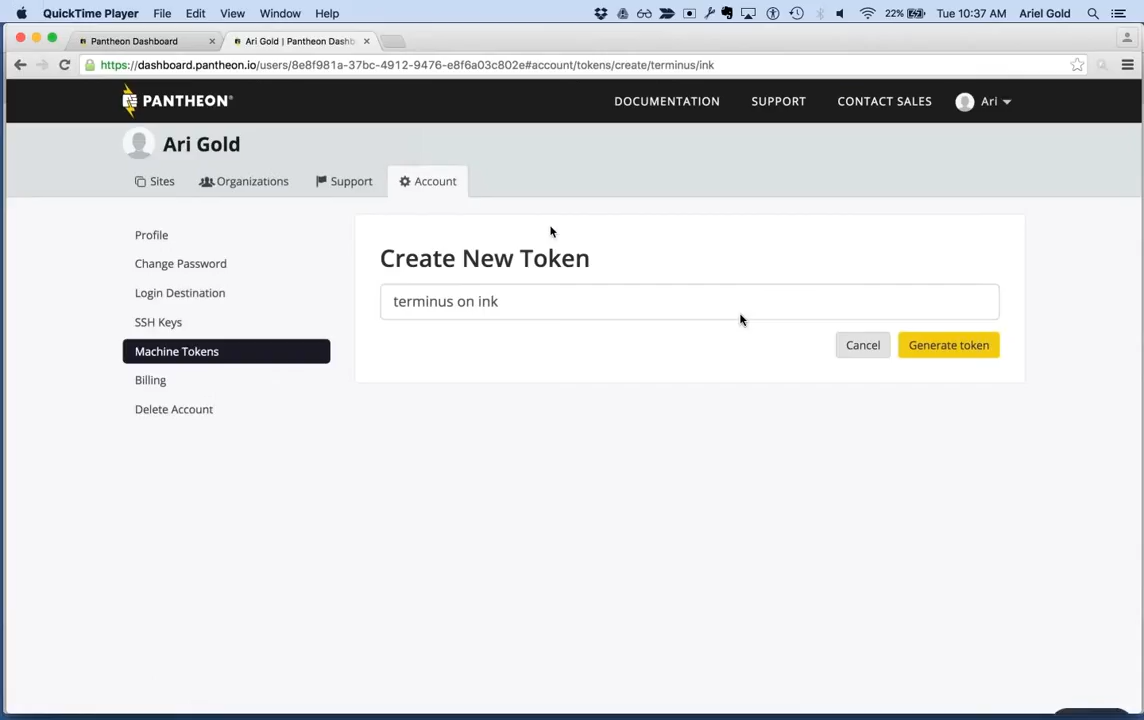 QuickTime Player File Edit View Window Help 22% Tue 10:37 AM Ariel Gold
Pantheon Dashboard Ari Gold | Pantheon Dashb
https://dashboard.pantheon.io/users/8e8f981a-37bc-4912-9476-e8f6a03c802e#account/tokens/create/terminus/ink
PANTHEON DOCUMENTATION SUPPORT CONTACT SALES Ari
Ari Gold
Sites Organizations Support Account
Profile
Change Password
Login Destination
SSH Keys
Machine Tokens
Billing
Delete Account
Create New Token
terminus on ink
Cancel Generate token